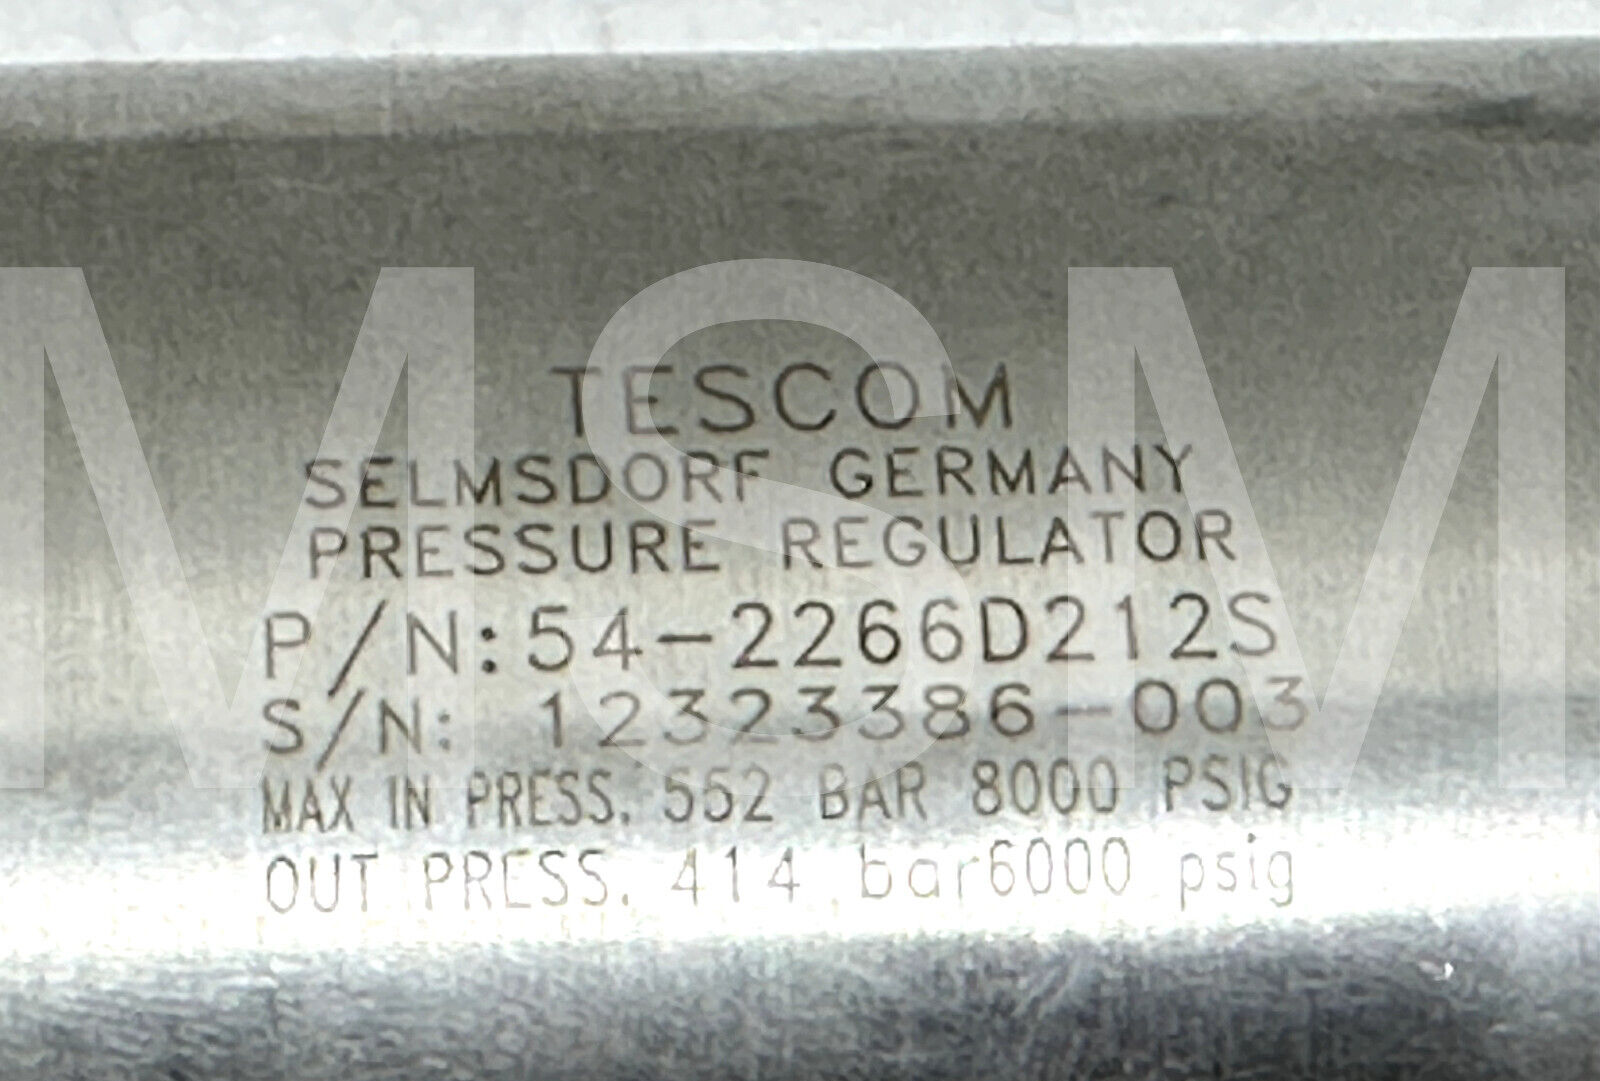 TESCOM
SELMSDORF GERMANY
PRESSURE REGULATOR
P/N: 54-2266D212S
S/N: 12323386-003
MAX IN PRESS. 552 BAR 8000 PSIG
OUT PRESS. 414 bar6000 psig
MSM